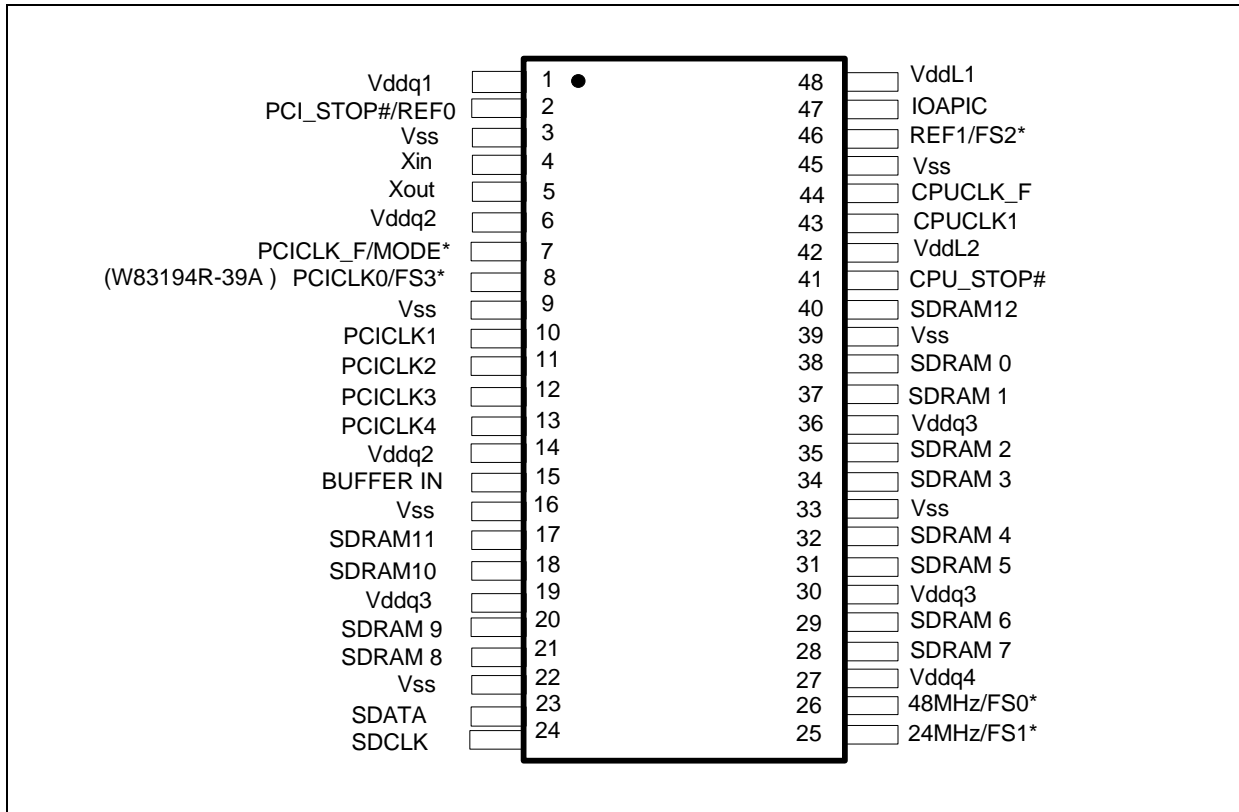 Vddq1 1 48 VddL1
PCI_STOP#/REF0 2 47 IOAPIC
Vss 3 46 REF1/FS2*
Xin 4 45 Vss
Xout 5 44 CPUCLK_F
Vddq2 6 43 CPUCLK1
PCICLK_F/MODE* 7 42 VddL2
(W83194R-39A ) PCICLK0/FS3* 8 41 CPU_STOP#
Vss 9 40 SDRAM12
PCICLK1 10 39 Vss
PCICLK2 11 38 SDRAM 0
PCICLK3 12 37 SDRAM 1
PCICLK4 13 36 Vddq3
Vddq2 14 35 SDRAM 2
BUFFER IN 15 34 SDRAM 3
Vss 16 33 Vss
SDRAM11 17 32 SDRAM 4
SDRAM10 18 31 SDRAM 5
Vddq3 19 30 Vddq3
SDRAM 9 20 29 SDRAM 6
SDRAM 8 21 28 SDRAM 7
Vss 22 27 Vddq4
SDATA 23 26 48MHz/FS0*
SDCLK 24 25 24MHz/FS1*